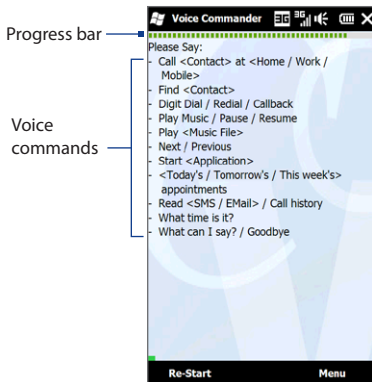 Voice Commander 3G 3G
Progress bar
Please Say:
- Call <Contact> at <Home / Work /
Mobile>
- Find <Contact>
- Digit Dial / Redial / Callback
- Play Music / Pause / Resume
- Play <Music File>
- Next / Previous
- Start <Application>
- <Today's / Tomorrow's / This week's>
appointments
- Read <SMS / EMail> / Call history
- What time is it?
- What can I say? / Goodbye
Voice
commands
Re-Start Menu